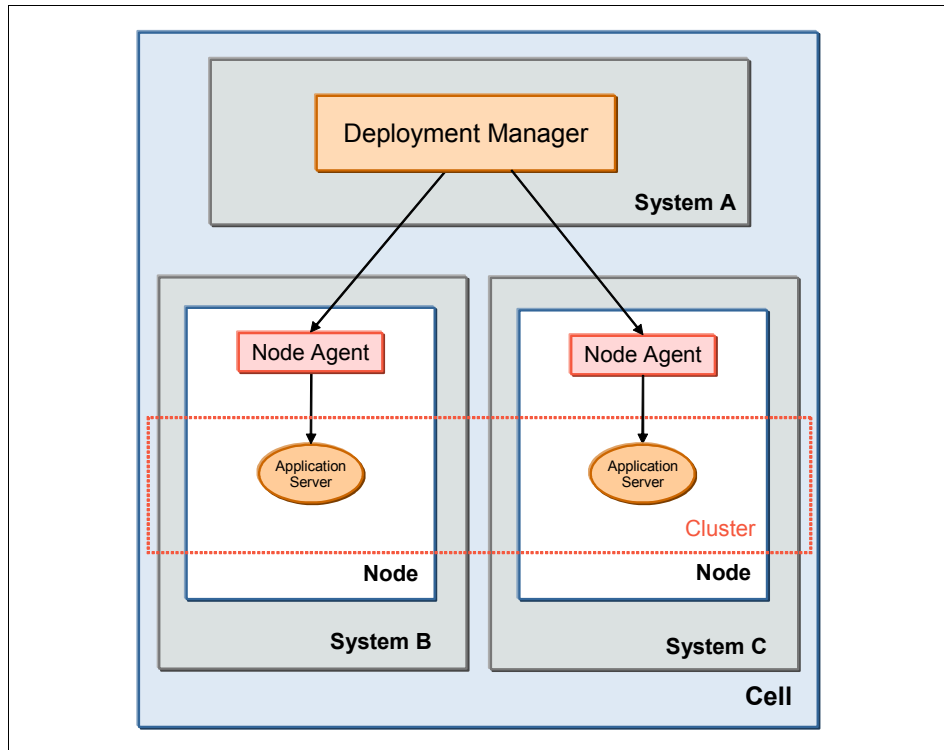 Deployment Manager
System A
Node Agent
Node Agent
Application
Server
Application
Server
Cluster
Node
Node
System B
System C
Cell